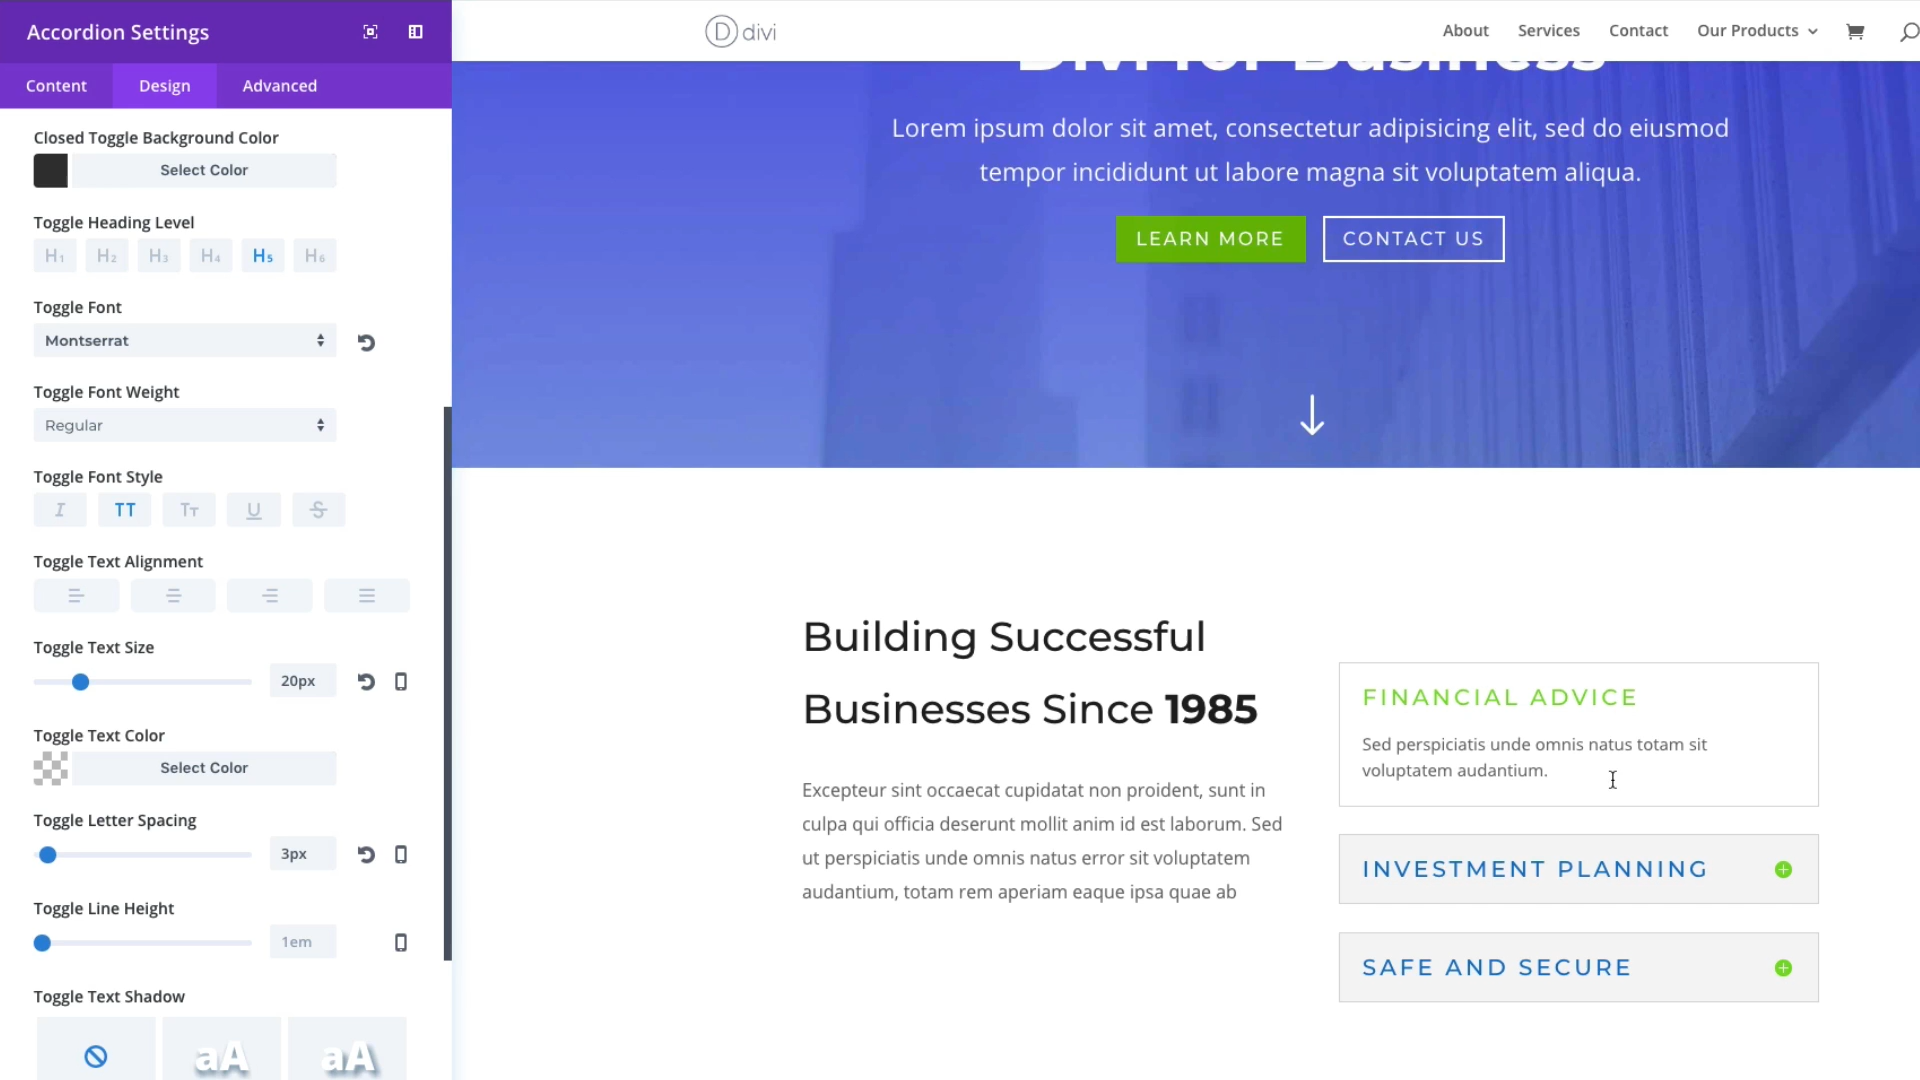 Accordion Settings
Content
Design
Advanced
Closed Toggle Background Color
Select Color
Toggle Heading Level
H1
H2
H3
H4
H5
H6
Toggle Font
Montserrat
Toggle Font Weight
Regular
Toggle Font Style
I
TT
TT
U
S
Toggle Text Alignment
Toggle Text Size
20px
Toggle Text Color
Select Color
Toggle Letter Spacing
3px
Toggle Line Height
1em
Toggle Text Shadow
aA
aA
D divi
About
Services
Contact
Our Products
Divi for Business
Lorem ipsum dolor sit amet, consectetur adipisicing elit, sed do eiusmod
tempor incididunt ut labore magna sit voluptatem aliqua.
LEARN MORE
CONTACT US
Building Successful
Businesses Since 1985
Excepteur sint occaecat cupidatat non proident, sunt in
culpa qui officia deserunt mollit anim id est laborum. Sed
ut perspiciatis unde omnis natus error sit voluptatem
audantium, totam rem aperiam eaque ipsa quae ab
FINANCIAL ADVICE
Sed perspiciatis unde omnis natus totam sit
voluptatem audantium.
INVESTMENT PLANNING
SAFE AND SECURE